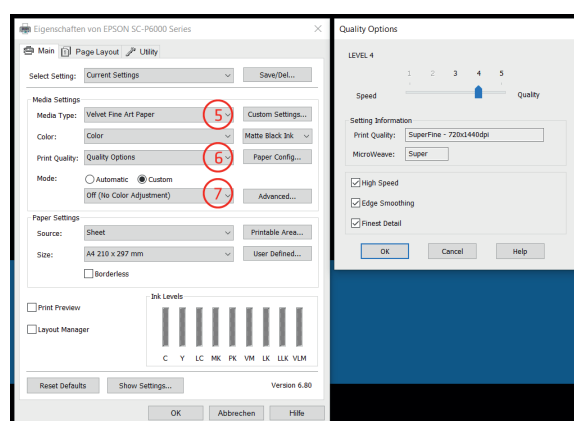 Eigenschaften von EPSON SC-P6000 Series
Main Page Layout Utility
Select Setting: Current Settings Save/Del...
Media Settings
Media Type: Velvet Fine Art Paper 5 Custom Settings...
Color: Color Matte Black Ink
Print Quality: Quality Options 6 Paper Config...
Mode: Automatic Custom
Off (No Color Adjustment) 7 Advanced...
Paper Settings
Source: Sheet Printable Area...
Size: A4 210 x 297 mm User Defined...
Borderless
Print Preview
Layout Manager
Ink Levels
C Y LC MK PK VM LK LLK VLM
Reset Defaults Show Settings... Version 6.80
OK Abbrechen Hilfe
Quality Options
LEVEL 4
1 2 3 4 5
Speed Quality
Setting Information
Print Quality: SuperFine - 720x1440dpi
MicroWeave: Super
High Speed
Edge Smoothing
Finest Detail
OK Cancel Help